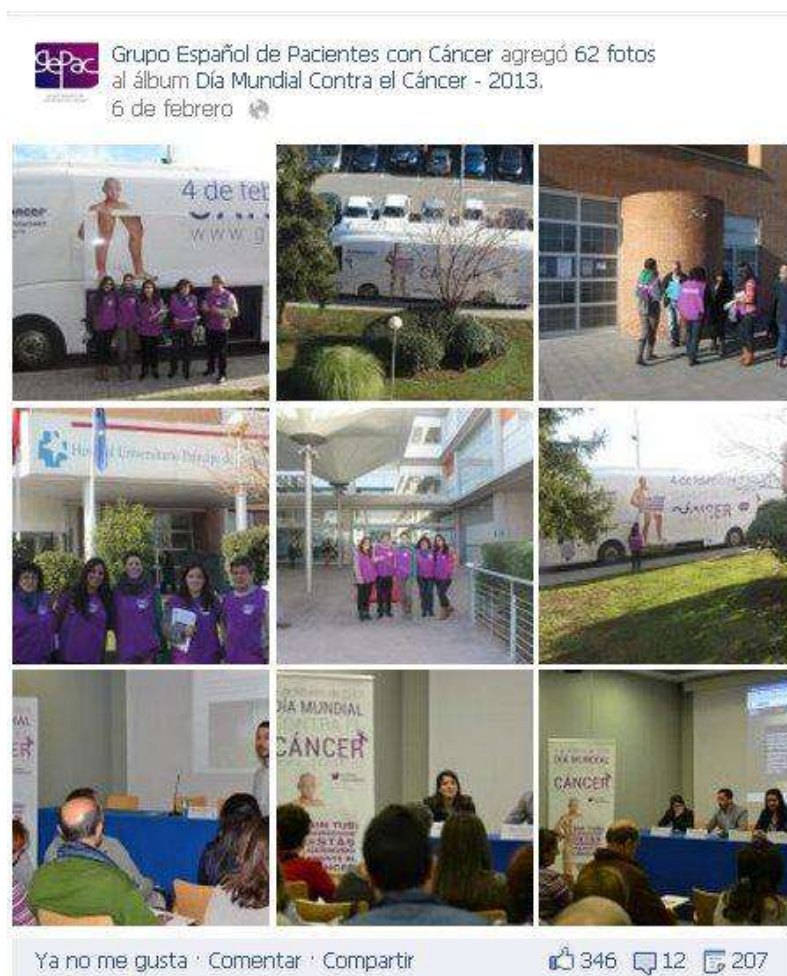 gepac
Grupo Español de Pacientes con Cáncer agregó 62 fotos
al álbum Día Mundial Contra el Cáncer - 2013.
6 de febrero
4 de feb
www.g
CÁNCER
Hospital Universitario Príncipe de
CÁNCER
DÍA MUNDIAL
CONTRA
CÁNCER
ESTÁS
DÍA MUNDIAL
CÁNCER
Ya no me gusta · Comentar · Compartir
346 12 207